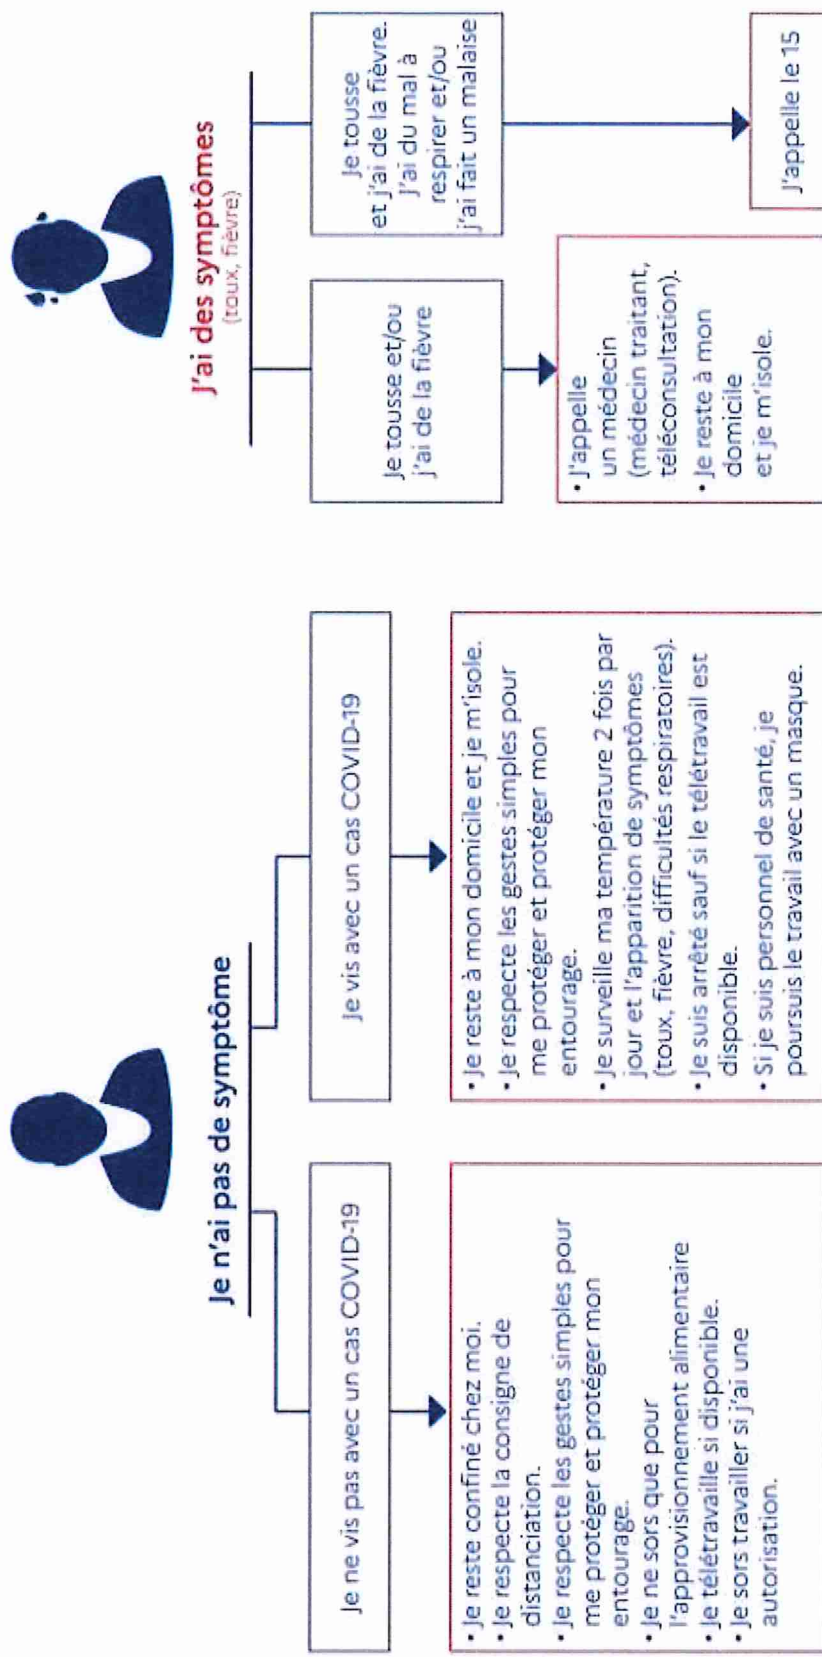 Je n'ai pas de symptôme
Je ne vis pas avec un cas COVID-19
• Je reste confiné chez moi.
• Je respecte la consigne de
distanciation.
• Je respecte les gestes simples pour
me protéger et protéger mon
entourage.
• Je ne sors que pour
l'approvisionnement alimentaire
• Je télétravaille si disponible.
• Je sors travailler si j'ai une
autorisation.
Je vis avec un cas COVID-19
• Je reste à mon domicile et je m'isole.
• Je respecte les gestes simples pour
me protéger et protéger mon
entourage.
• Je surveille ma température 2 fois par
jour et l'apparition de symptômes
(toux, fièvre, difficultés respiratoires).
• Je suis arrêté sauf si le télétravail est
disponible.
• Si je suis personnel de santé, je
poursuis le travail avec un masque.
J'ai des symptômes
(toux, fièvre)
Je tousse et/ou
j'ai de la fièvre
• J'appelle
un médecin
(médecin traitant,
téléconsultation).
• Je reste à mon
domicile
et je m'isole.
Je tousse
et j'ai de la fièvre.
J'ai du mal à
respirer et/ou
j'ai fait un malaise
J'appelle le 15